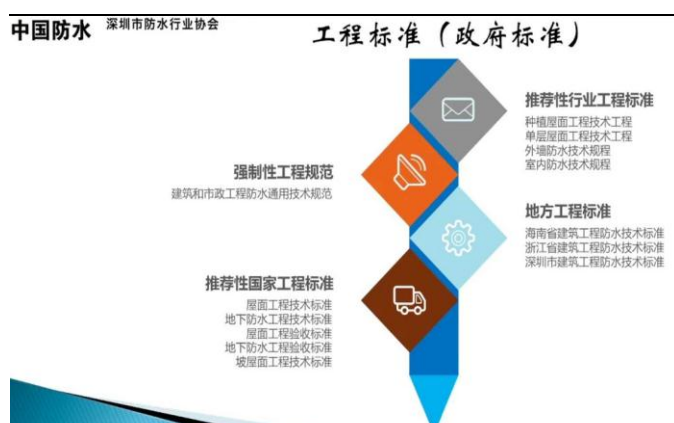 中国防水 深圳市防水行业协会
工程标准（政府标准）
推荐性行业工程标准
种植屋面工程技术工程
单层屋面工程技术工程
外墙防水技术规程
室内防水技术规程
强制性工程规范
建筑和市政工程防水通用技术规范
地方工程标准
海南省建筑工程防水技术标准
浙江省建筑工程防水技术标准
深圳市建筑工程防水技术标准
推荐性国家工程标准
屋面工程技术标准
地下防水工程技术标准
屋面工程验收标准
地下防水工程验收标准
坡屋面工程技术标准